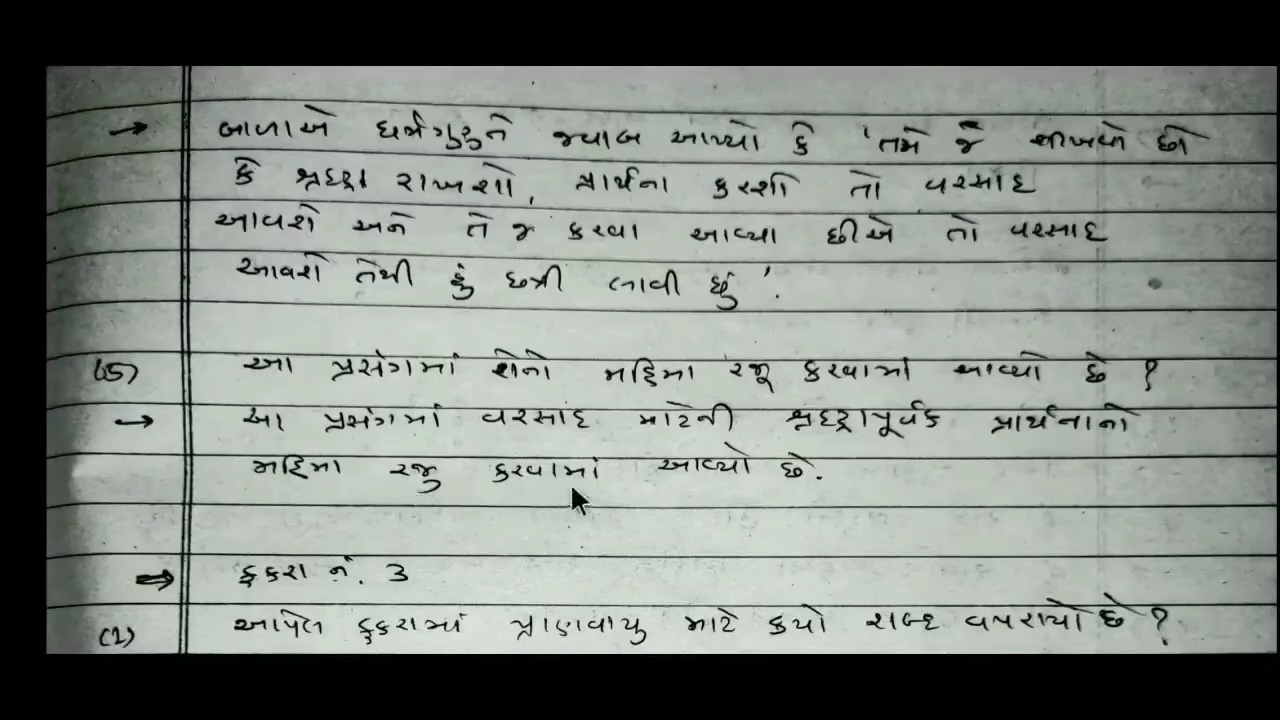 → બાળાએ ધર્મગુરુને જવાબ આપ્યો કે 'તમે જે શીખવો છો
કે શ્રદ્ધા રાખશો, પ્રાર્થના કરશો તો વરસાદ
આવશે અને તે જ કરવા આવ્યા છીએ તો વરસાદ
આવશે તેથી હું છત્રી લાવી છું'.
(5) આ પ્રસંગમાં શેનો મહિમા રજૂ કરવામાં આવ્યો છે ?
→ આ પ્રસંગમાં વરસાદ માટેની શ્રદ્ધાપૂર્વક પ્રાર્થનાનો
મહિમા રજુ કરવામાં આવ્યો છે.
⇒ ફકરા નં. 3
(1) આપેલ ફકરામાં પ્રાણવાયુ માટે કયો શબ્દ વપરાયો છે ?